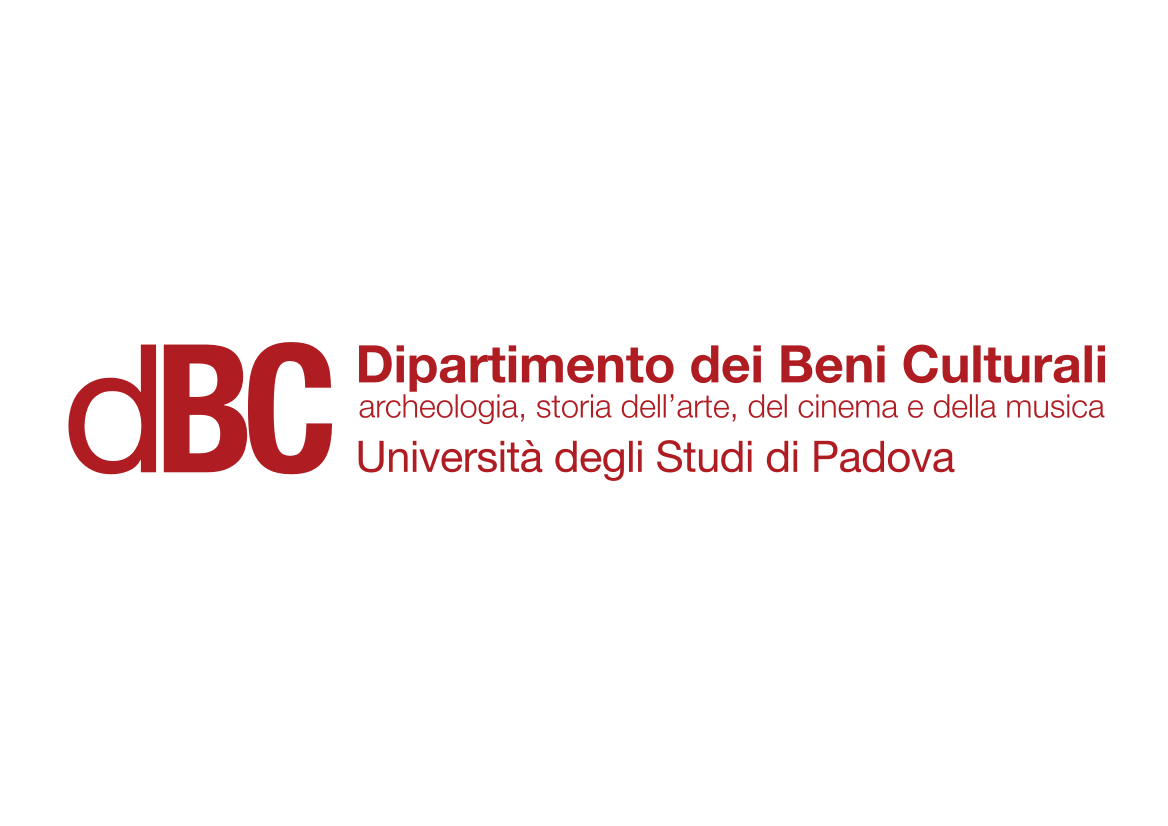 dBC
Dipartimento dei Beni Culturali
archeologia, storia dell’arte, del cinema e della musica
Università degli Studi di Padova